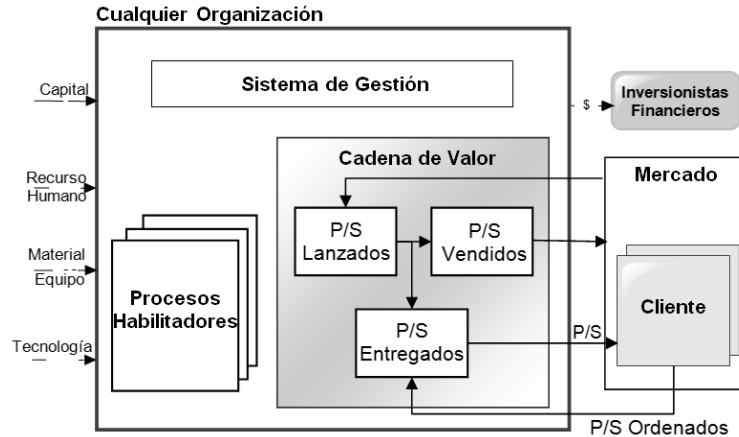 Cualquier Organización
Sistema de Gestión
Capital
$
Inversionistas
Financieros
Cadena de Valor
Mercado
Recurso
Humano
P/S
Lanzados
P/S
Vendidos
Material
Equipo
Procesos
Habilitadores
Cliente
P/S
Entregados
P/S
Tecnología
P/S Ordenados